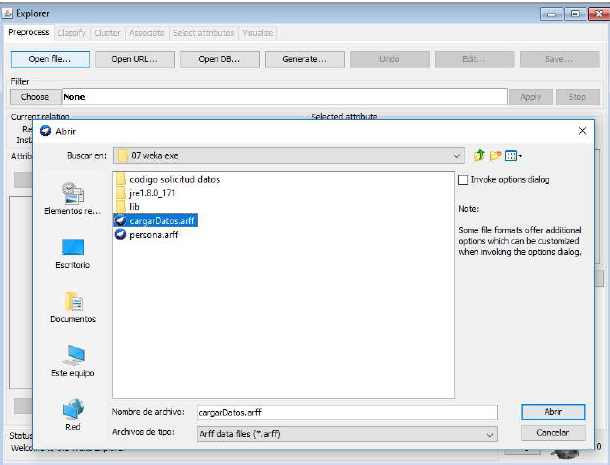 Explorer
Preprocess Classify Cluster Associate Select attributes Visualize
Open file... Open URL... Open DB... Generate... Undo Edit... Save...
Filter
Choose None Apply Stop
Current relation Selected attribute
Re
Inst
Attrib
Abrir
Buscar en: 07 weka exe
codigo solicitud datos
jre1.8.0_171
lib
cargarDatos.arff
persona.arff
Elementos re...
Escritorio
Documentos
Este equipo
Red
Invoke options dialog
Note:
Some file formats offer additional
options which can be customized
when invoking the options dialog.
Nombre de archivo: cargarDatos.arff Abrir
Archivos de tipo: Arff data files (*.arff) Cancelar
Status